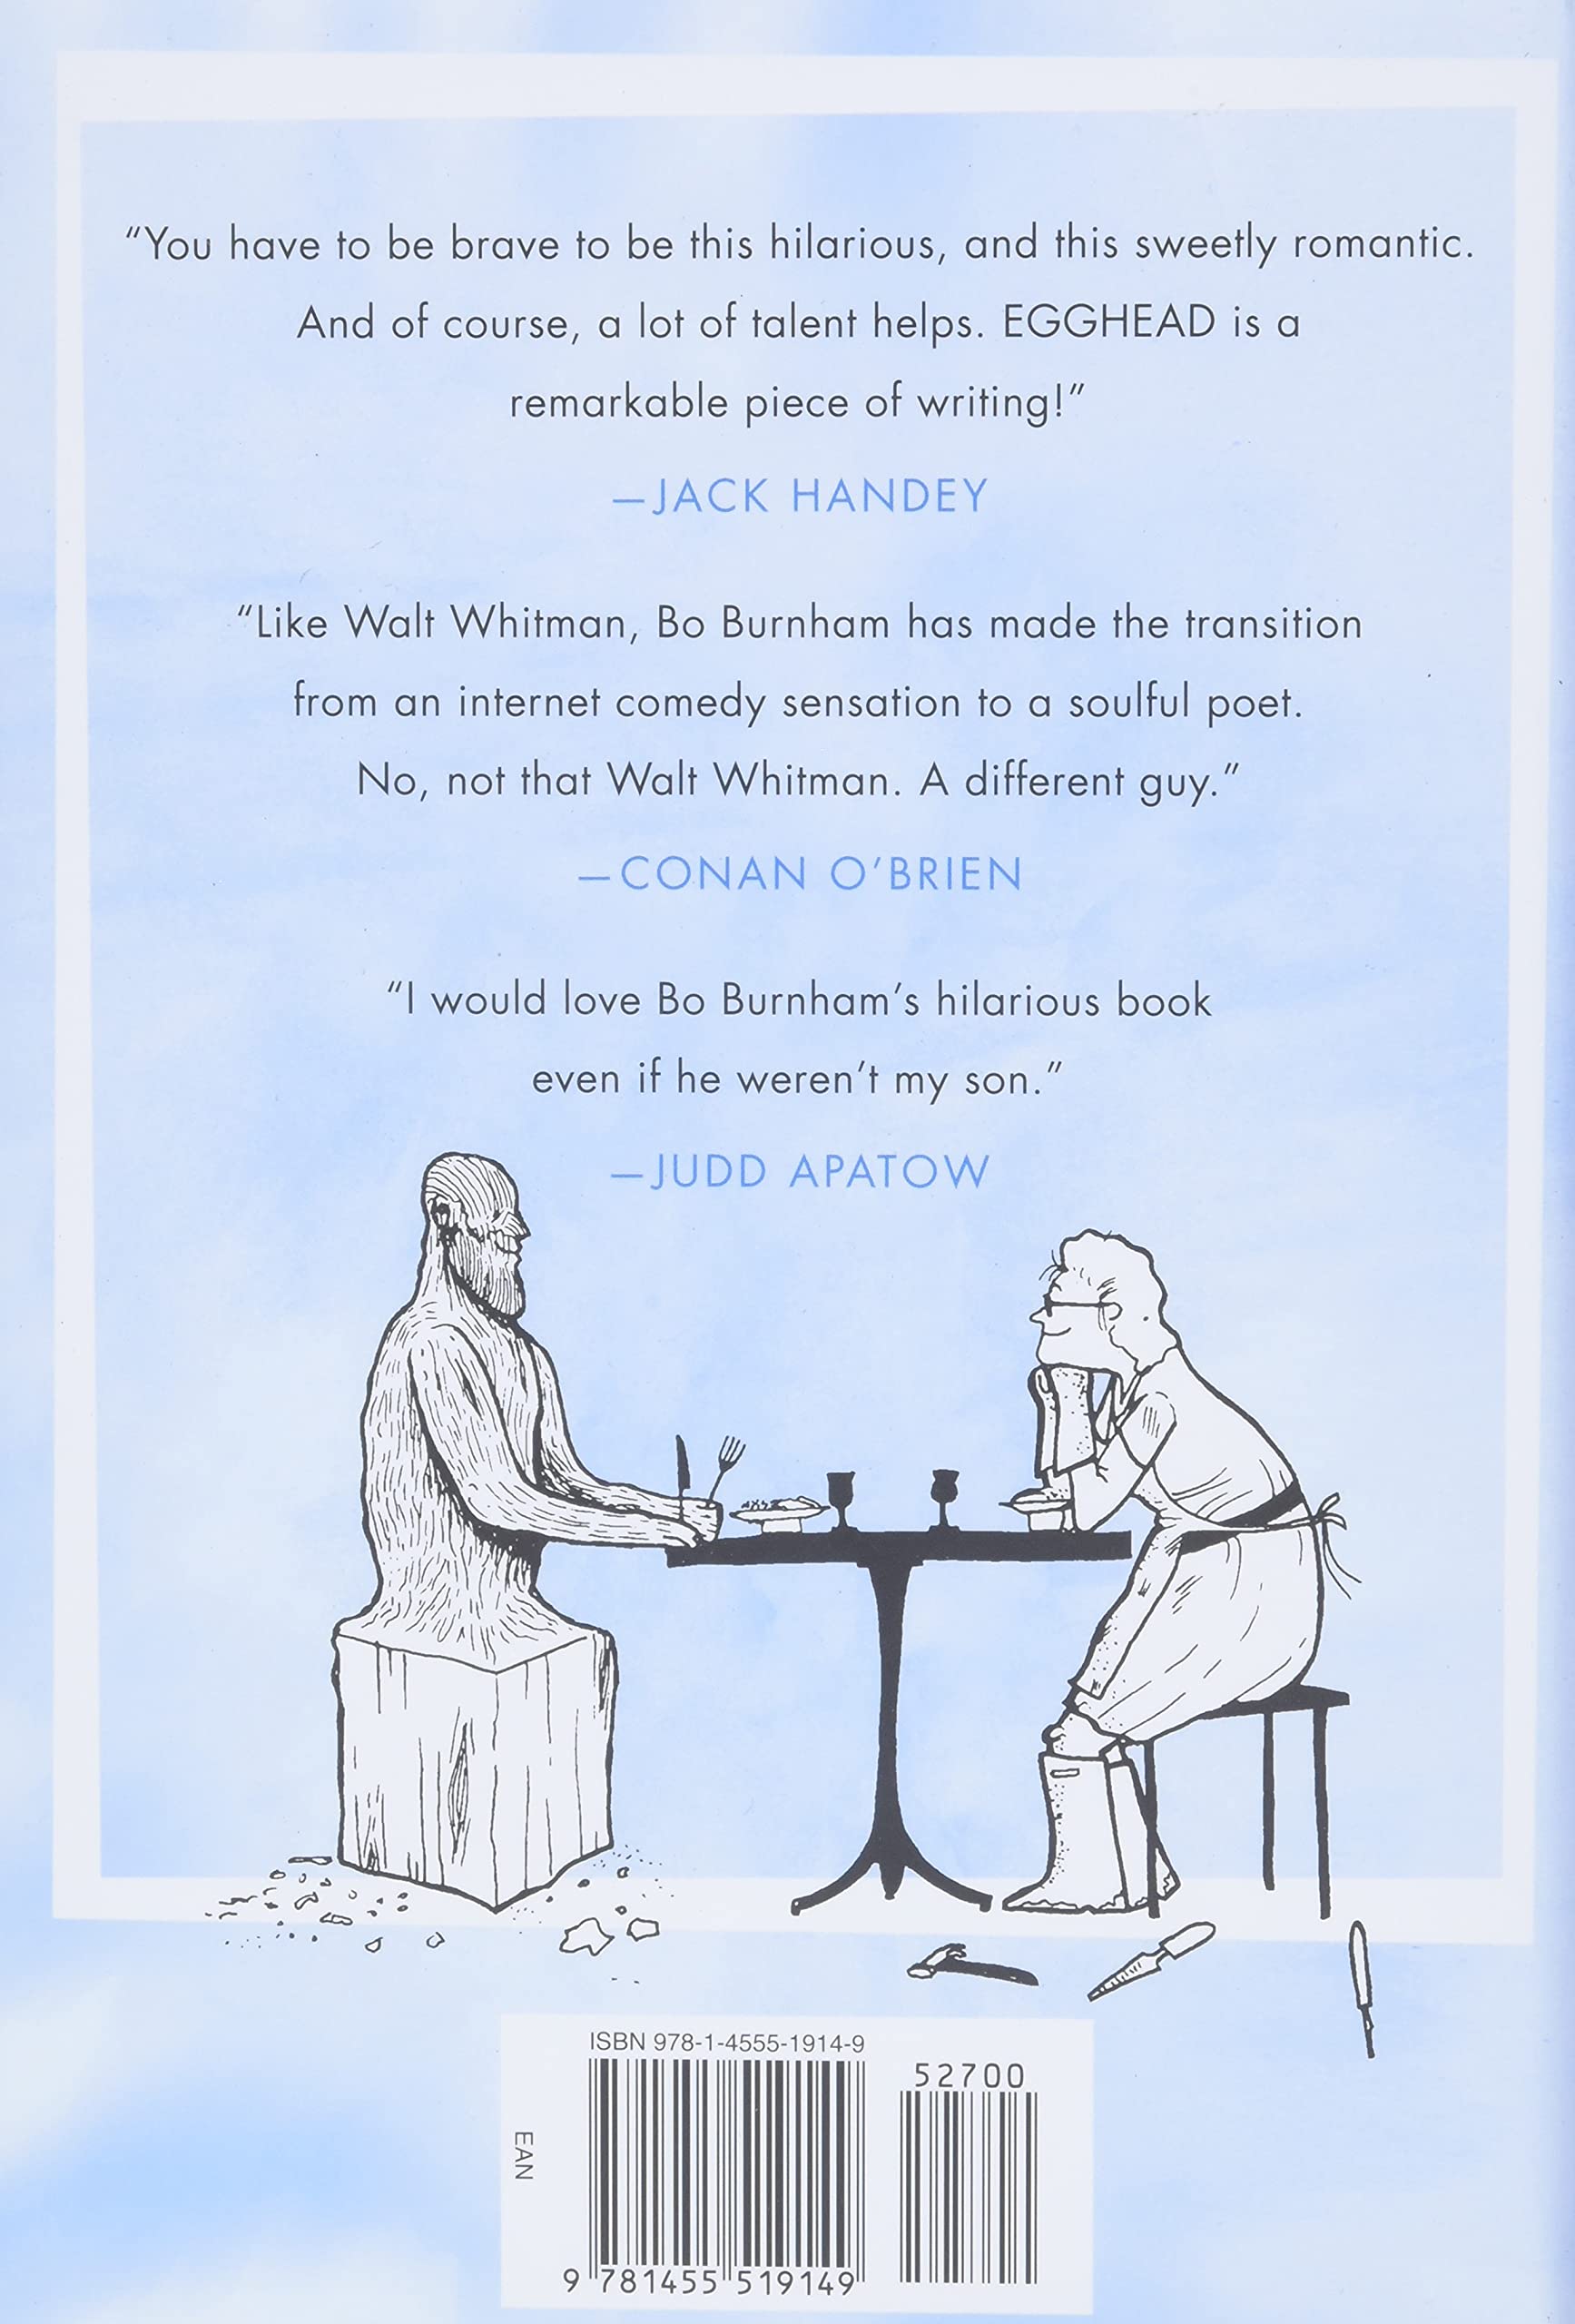 “You have to be brave to be this hilarious, and this sweetly romantic.
And of course, a lot of talent helps. EGGHEAD is a
remarkable piece of writing!”
—JACK HANDEY
“Like Walt Whitman, Bo Burnham has made the transition
from an internet comedy sensation to a soulful poet.
No, not that Walt Whitman. A different guy.”
—CONAN O’BRIEN
“I would love Bo Burnham’s hilarious book
even if he weren’t my son.”
—JUDD APATOW
ISBN 978-1-4555-1914-9
52700
EAN
9 781455 519149